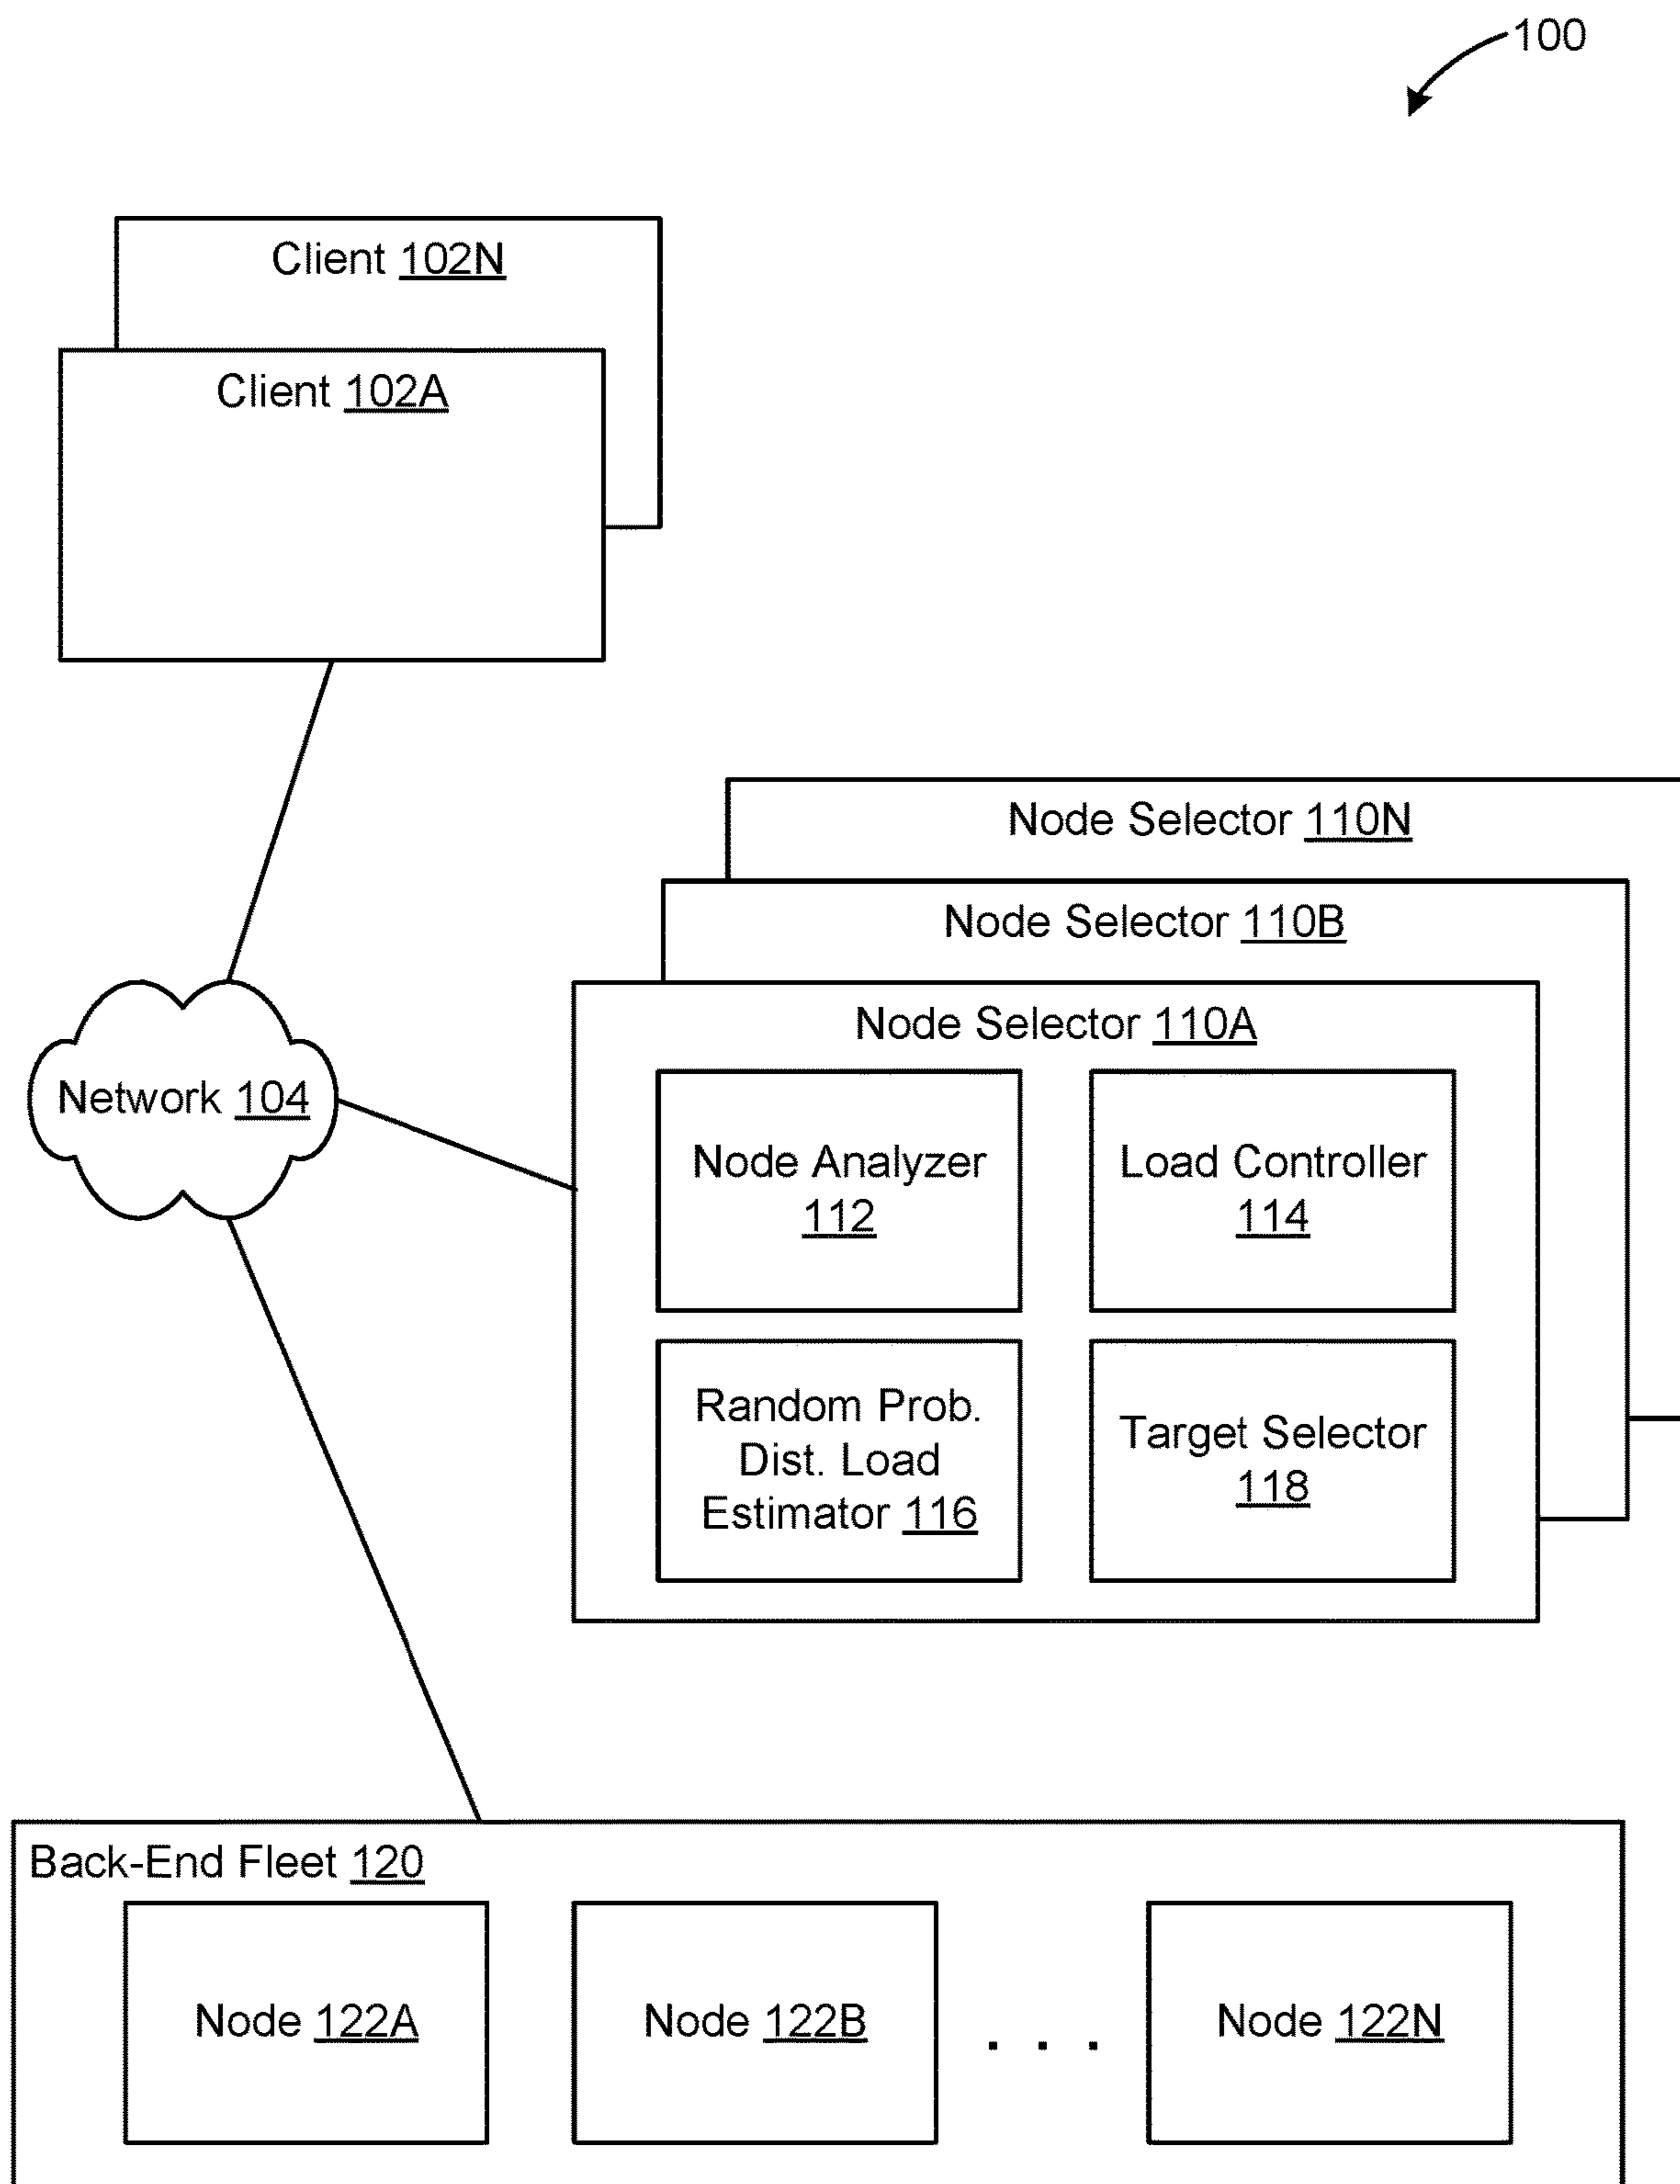 100
Client 102N
Client 102A
Node Selector 110N
Node Selector 110B
Node Selector 110A
Network 104
Node Analyzer
112
Load Controller
114
Random Prob.
Dist. Load
Estimator 116
Target Selector
118
Back-End Fleet 120
Node 122A
Node 122B
. . .
Node 122N